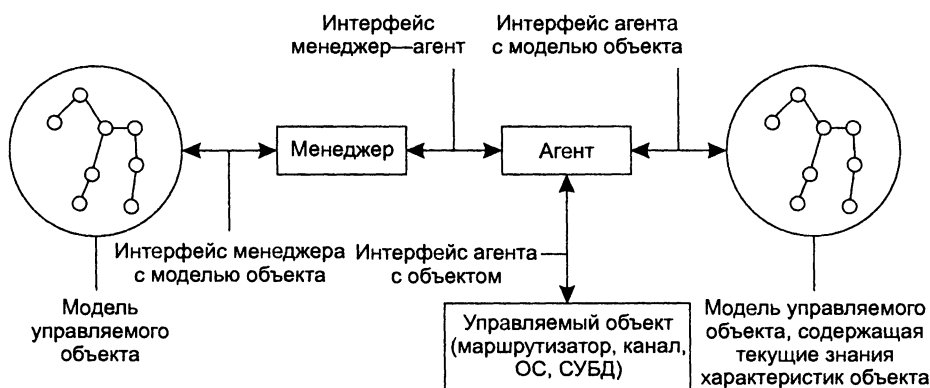 Интерфейс
менеджер—агент
Интерфейс агента
с моделью объекта
Менеджер
Агент
Интерфейс менеджера
с моделью объекта
Интерфейс агента
с объектом
Модель
управляемого
объекта
Управляемый объект
(маршрутизатор, канал,
ОС, СУБД)
Модель управляемого
объекта, содержащая
текущие знания
характеристик объекта